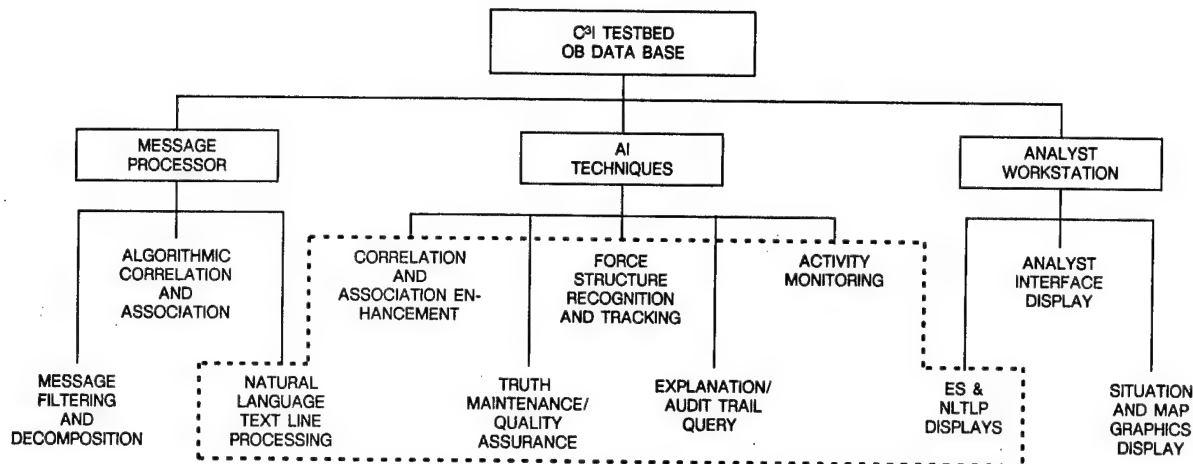 C³I TESTBED
OB DATA BASE
MESSAGE
PROCESSOR
AI
TECHNIQUES
ANALYST
WORKSTATION
ALGORITHMIC
CORRELATION
AND
ASSOCIATION
CORRELATION
AND
ASSOCIATION EN-
HANCEMENT
FORCE
STRUCTURE
RECOGNITION
AND TRACKING
ACTIVITY
MONITORING
ANALYST
INTERFACE
DISPLAY
MESSAGE
FILTERING
AND
DECOMPOSITION
NATURAL
LANGUAGE
TEXT LINE
PROCESSING
TRUTH
MAINTENANCE/
QUALITY
ASSURANCE
EXPLANATION/
AUDIT TRAIL
QUERY
ES &
NLTLP
DISPLAYS
SITUATION
AND MAP
GRAPHICS
DISPLAY